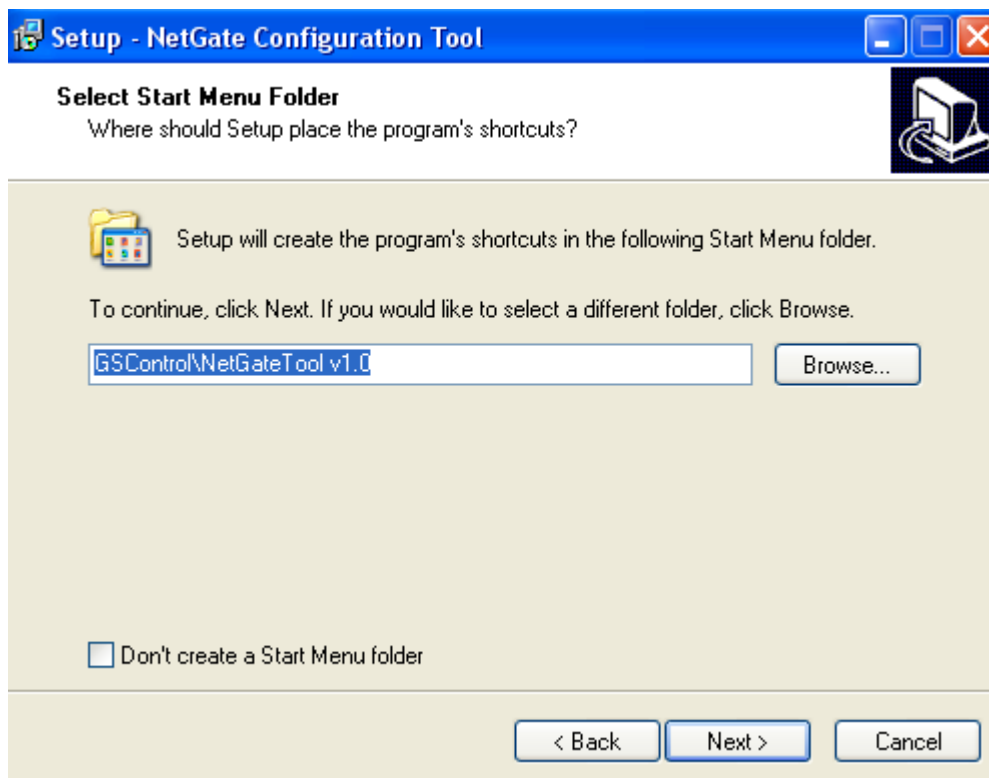 Setup - NetGate Configuration Tool
Select Start Menu Folder
Where should Setup place the program's shortcuts?
Setup will create the program's shortcuts in the following Start Menu folder.
To continue, click Next. If you would like to select a different folder, click Browse.
GSControl\NetGateTool v1.0
Browse...
Don't create a Start Menu folder
< Back
Next >
Cancel